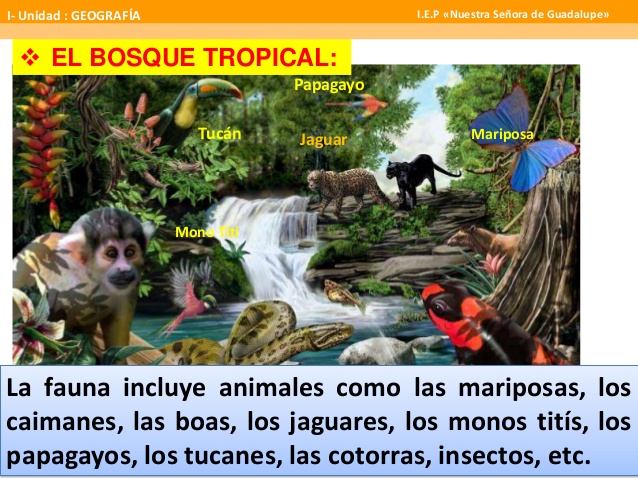 I- Unidad : GEOGRAFÍA
I.E.P «Nuestra Señora de Guadalupe»
❖ EL BOSQUE TROPICAL:
Papagayo
Tucán
Jaguar
Mariposa
Mono Tití
La fauna incluye animales como las mariposas, los
caimanes, las boas, los jaguares, los monos titís, los
papagayos, los tucanes, las cotorras, insectos, etc.